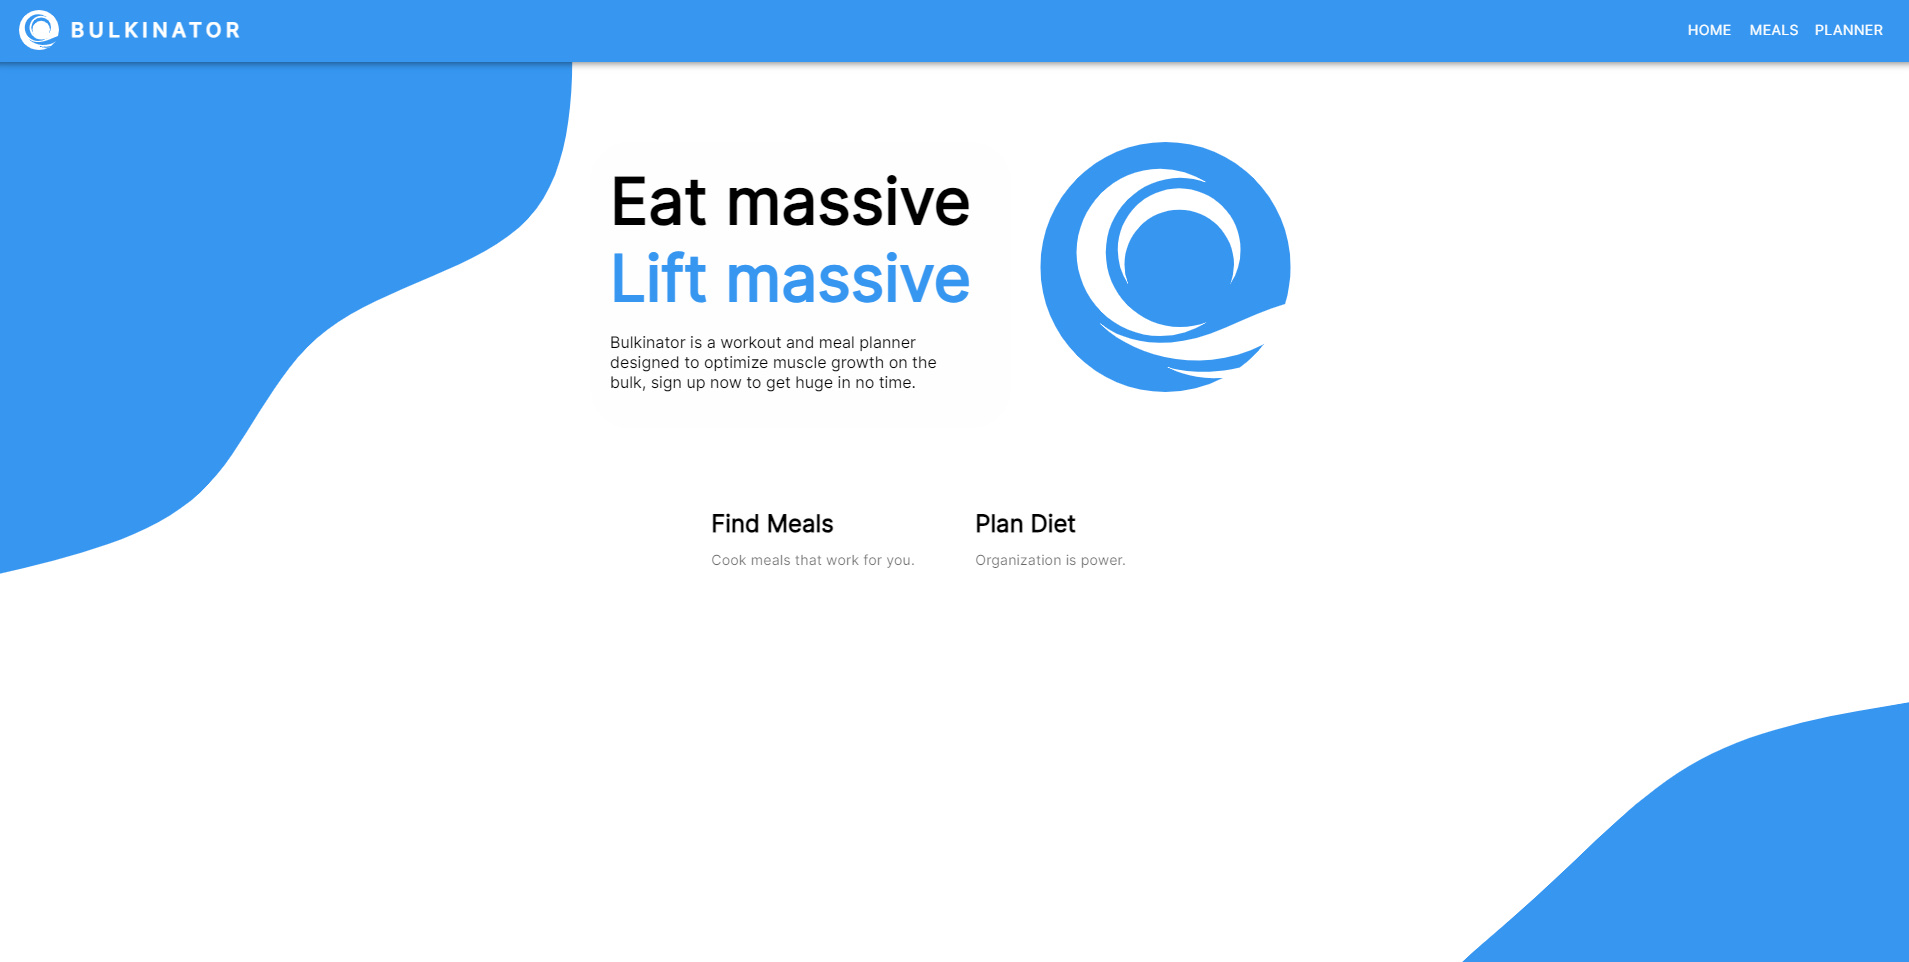 BULKINATOR
HOME MEALS PLANNER
Eat massive
Lift massive
Bulkinator is a workout and meal planner
designed to optimize muscle growth on the
bulk, sign up now to get huge in no time.
Find Meals
Cook meals that work for you.
Plan Diet
Organization is power.